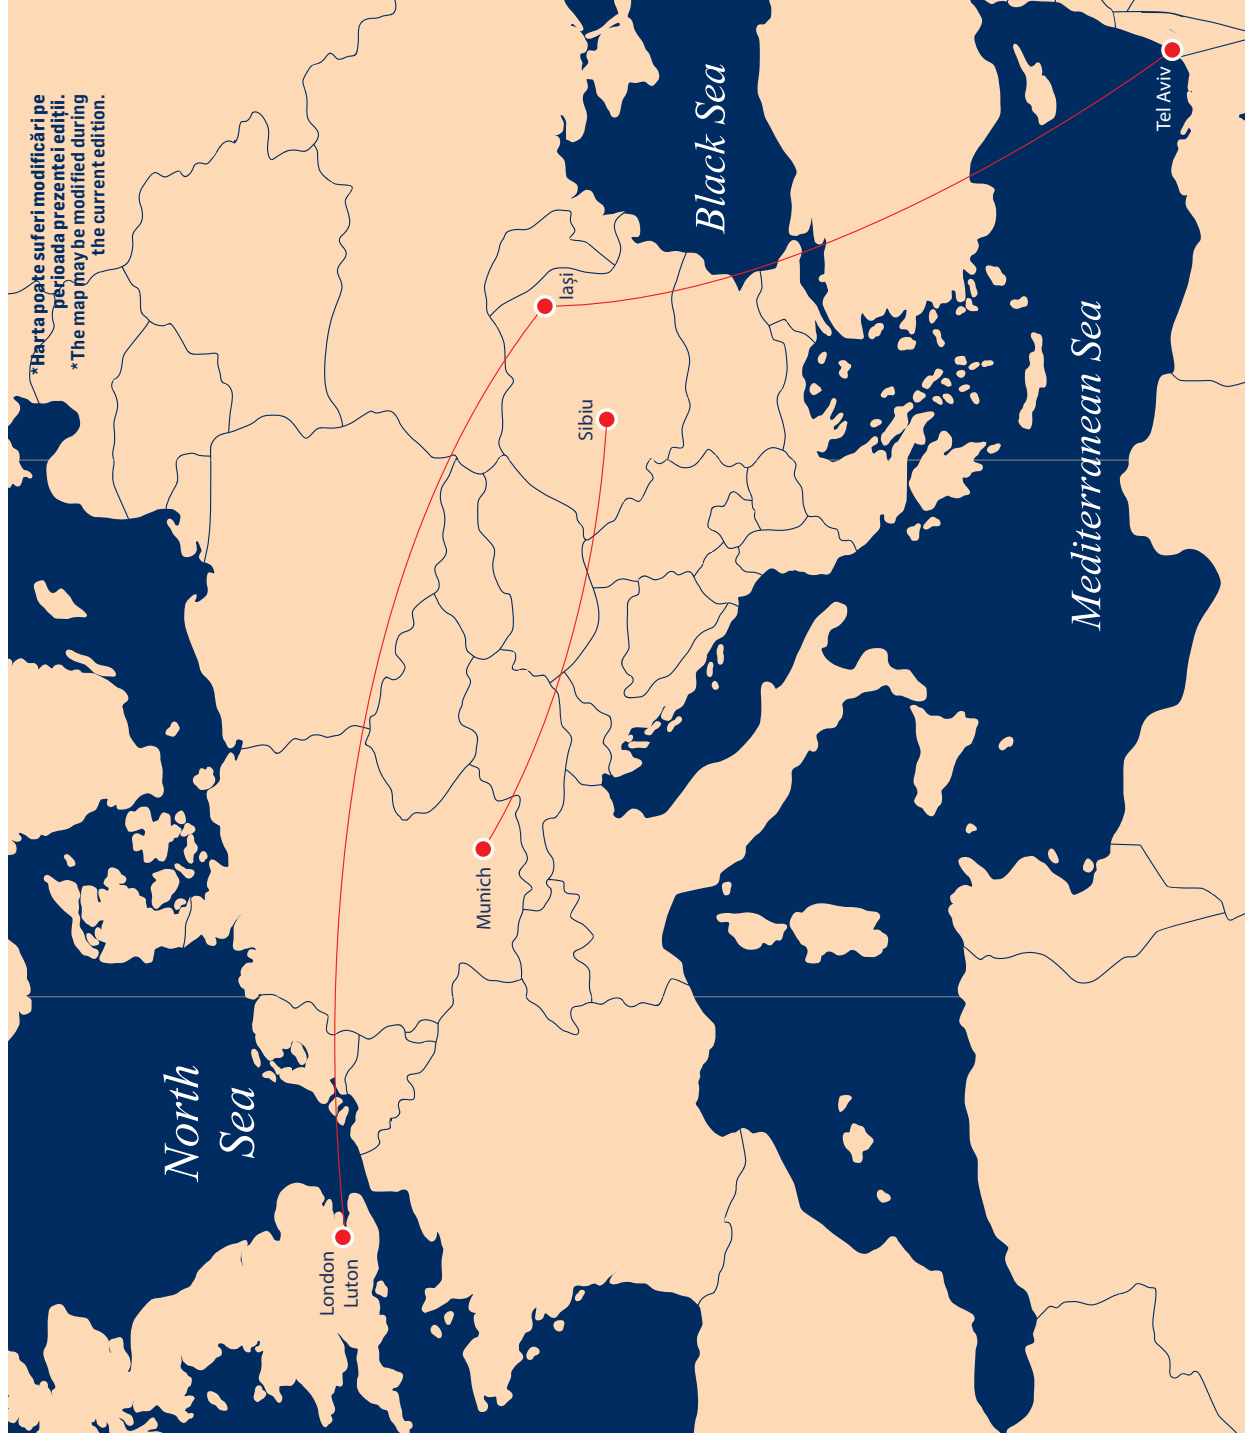 *Harta poate suferi modificări pe
perioada prezentei ediții.
*The map may be modified during
the current edition.
North
Sea
Black Sea
Mediterranean Sea
London
Luton
Munich
Sibiu
Iași
Tel Aviv